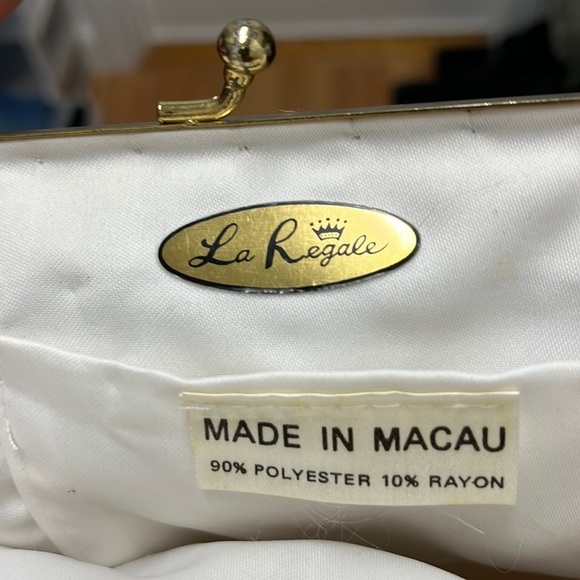 La Regale
MADE IN MACAU
90% POLYESTER 10% RAYON